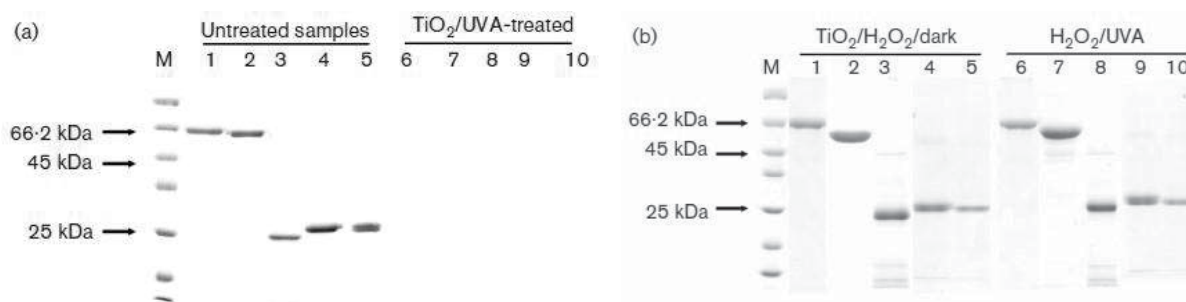 (a)
Untreated samples TiO₂/UVA-treated
M 1 2 3 4 5 6 7 8 9 10
66·2 kDa
45 kDa
25 kDa
(b)
TiO₂/H₂O₂/dark H₂O₂/UVA
M 1 2 3 4 5 6 7 8 9 10
66·2 kDa
45 kDa
25 kDa